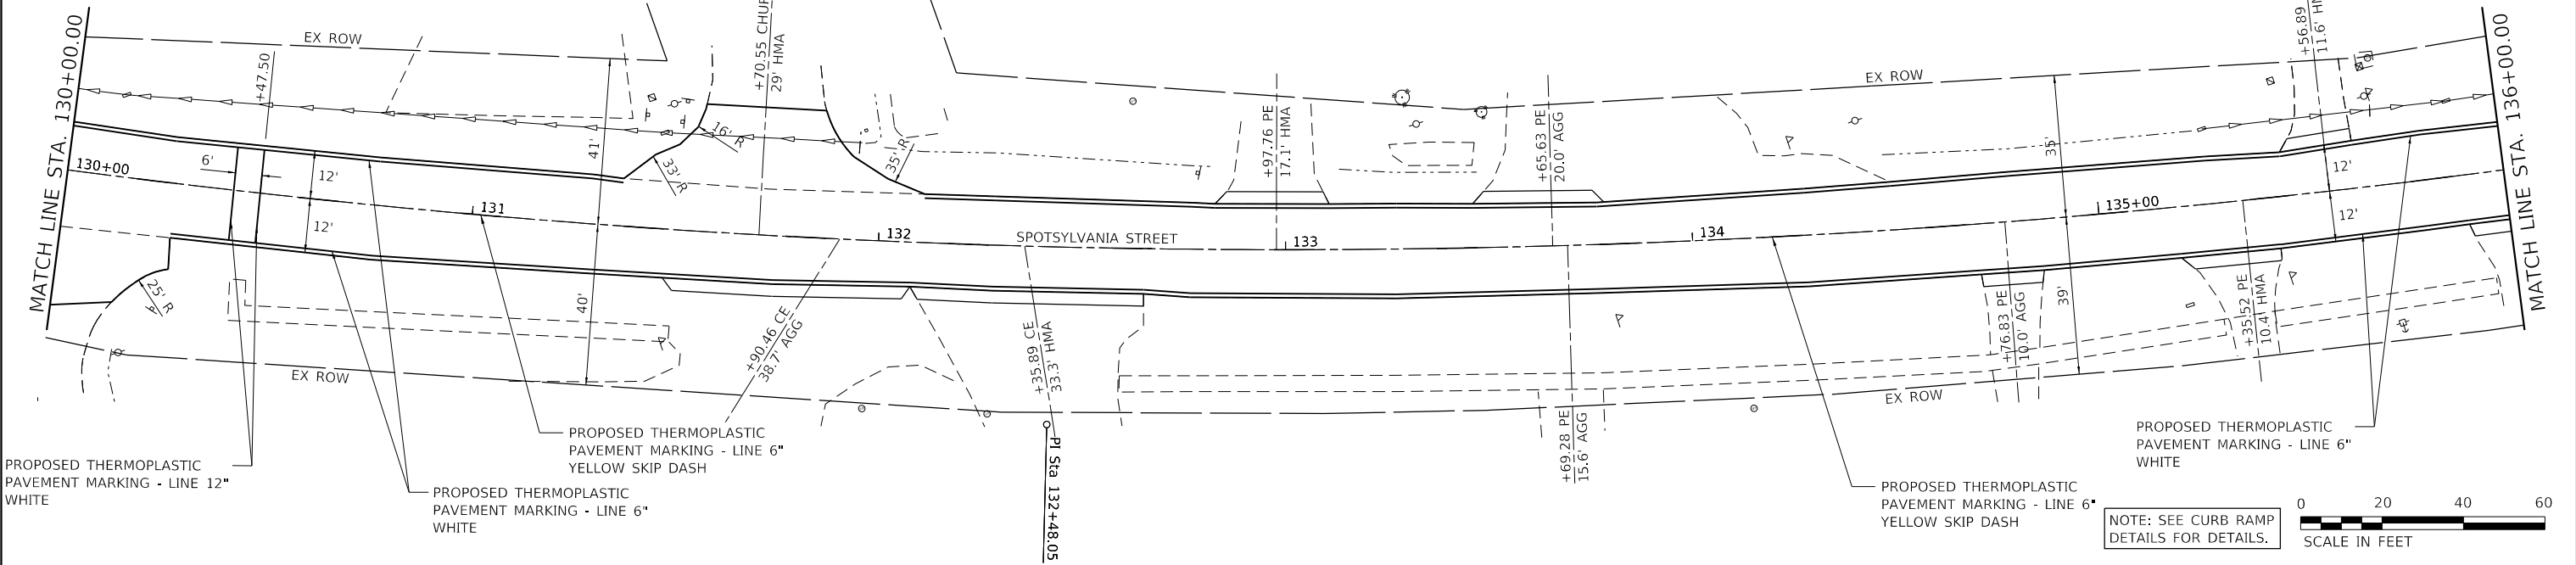 MATCH LINE STA. 130+00.00
EX ROW
+47.50
+70.55
29' HMA
+56.89
11.6'
MATCH LINE STA. 136+00.00
EX ROW
41'
16' R
33' R
35' R
+97.76 PE
17.1' HMA
+65.63 PE
20.0' AGG
35'
6'
12'
12'
12'
12'
130+00
131
132
SPOTSYLVANIA STREET
133
134
135+00
25' R
40'
39'
+90.46 CE
38.7' AGG
+35.89 CE
33.3' HMA
+69.28 PE
15.6' AGG
+76.83 PE
10.0' AGG
+35.52 PE
10.4' HMA
EX ROW
EX ROW
PI Sta 132+48.05
PROPOSED THERMOPLASTIC
PAVEMENT MARKING - LINE 12"
WHITE
PROPOSED THERMOPLASTIC
PAVEMENT MARKING - LINE 6"
WHITE
PROPOSED THERMOPLASTIC
PAVEMENT MARKING - LINE 6"
YELLOW SKIP DASH
PROPOSED THERMOPLASTIC
PAVEMENT MARKING - LINE 6"
YELLOW SKIP DASH
PROPOSED THERMOPLASTIC
PAVEMENT MARKING - LINE 6"
WHITE
NOTE: SEE CURB RAMP
DETAILS FOR DETAILS.
0 20 40 60
SCALE IN FEET